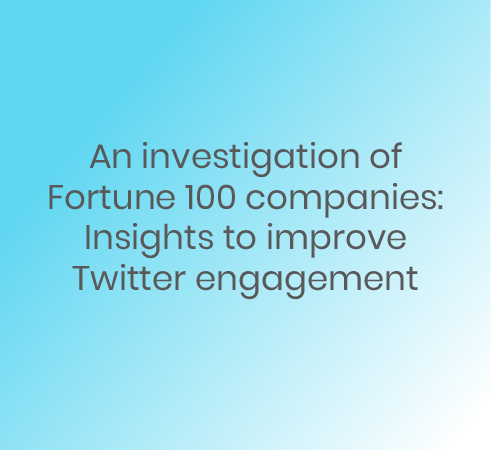 An investigation of
Fortune 100 companies:
Insights to improve
Twitter engagement